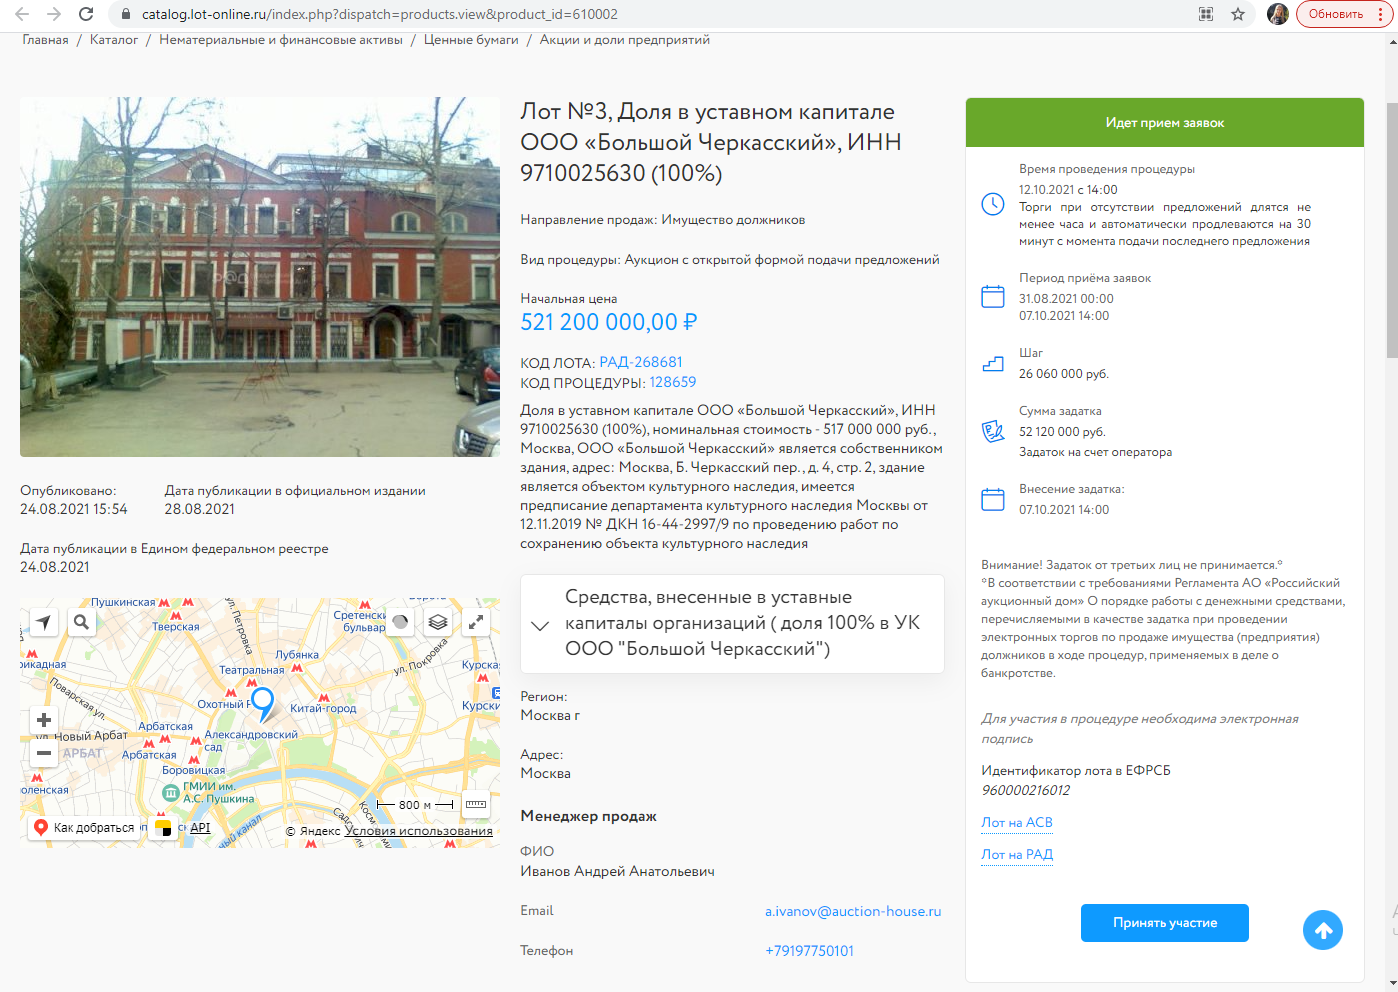 catalog.lot-online.ru/index.php?dispatch=products.view&product_id=610002
Обновить
Главная / Каталог / Нематериальные и финансовые активы / Ценные бумаги / Акции и доли предприятий
Опубликовано:
24.08.2021 15:54
Дата публикации в официальном издании
28.08.2021
Дата публикации в Едином федеральном реестре
24.08.2021
Пушкинская
Тверская
ул. Петровка
Сретенски
бульвар
Лубянка
Театральная
ул. Покровка
Курская
Курски
Поварская ул.
Китай-город
Арбатская
Александровский
сад
ул. Новый Арбат
АРБАТ
Арбатская
Боровицкая
моленская
ГМИИ им.
А.С. Пушкина
800 м
Как добраться
API
© Яндекс Условия использования
Лот №3, Доля в уставном капитале
ООО «Большой Черкасский», ИНН
9710025630 (100%)
Направление продаж: Имущество должников
Вид процедуры: Аукцион с открытой формой подачи предложений
Начальная цена
521 200 000,00 ₽
КОД ЛОТА: РАД-268681
КОД ПРОЦЕДУРЫ: 128659
Доля в уставном капитале ООО «Большой Черкасский», ИНН
9710025630 (100%), номинальная стоимость - 517 000 000 руб.,
Москва, ООО «Большой Черкасский» является собственником
здания, адрес: Москва, Б. Черкасский пер., д. 4, стр. 2, здание
является объектом культурного наследия, имеется
предписание департамента культурного наследия Москвы от
12.11.2019 № ДКН 16-44-2997/9 по проведению работ по
сохранению объекта культурного наследия
Средства, внесенные в уставные
капиталы организаций ( доля 100% в УК
ООО "Большой Черкасский")
Регион:
Москва г
Адрес:
Москва
Менеджер продаж
ФИО
Иванов Андрей Анатольевич
Email
a.ivanov@auction-house.ru
Телефон
+79197750101
Идет прием заявок
Время проведения процедуры
12.10.2021 с 14:00
Торги при отсутствии предложений длятся не
менее часа и автоматически продлеваются на 30
минут с момента подачи последнего предложения
Период приёма заявок
31.08.2021 00:00
07.10.2021 14:00
Шаг
26 060 000 руб.
Сумма задатка
52 120 000 руб.
Задаток на счет оператора
Внесение задатка:
07.10.2021 14:00
Внимание! Задаток от третьих лиц не принимается.*
*В соответствии с требованиями Регламента АО «Российский
аукционный дом» О порядке работы с денежными средствами,
перечисляемыми в качестве задатка при проведении
электронных торгов по продаже имущества (предприятия)
должников в ходе процедур, применяемых в деле о
банкротстве.
Для участия в процедуре необходима электронная
подпись
Идентификатор лота в ЕФРСБ
960000216012
Лот на АСВ
Лот на РАД
Принять участие